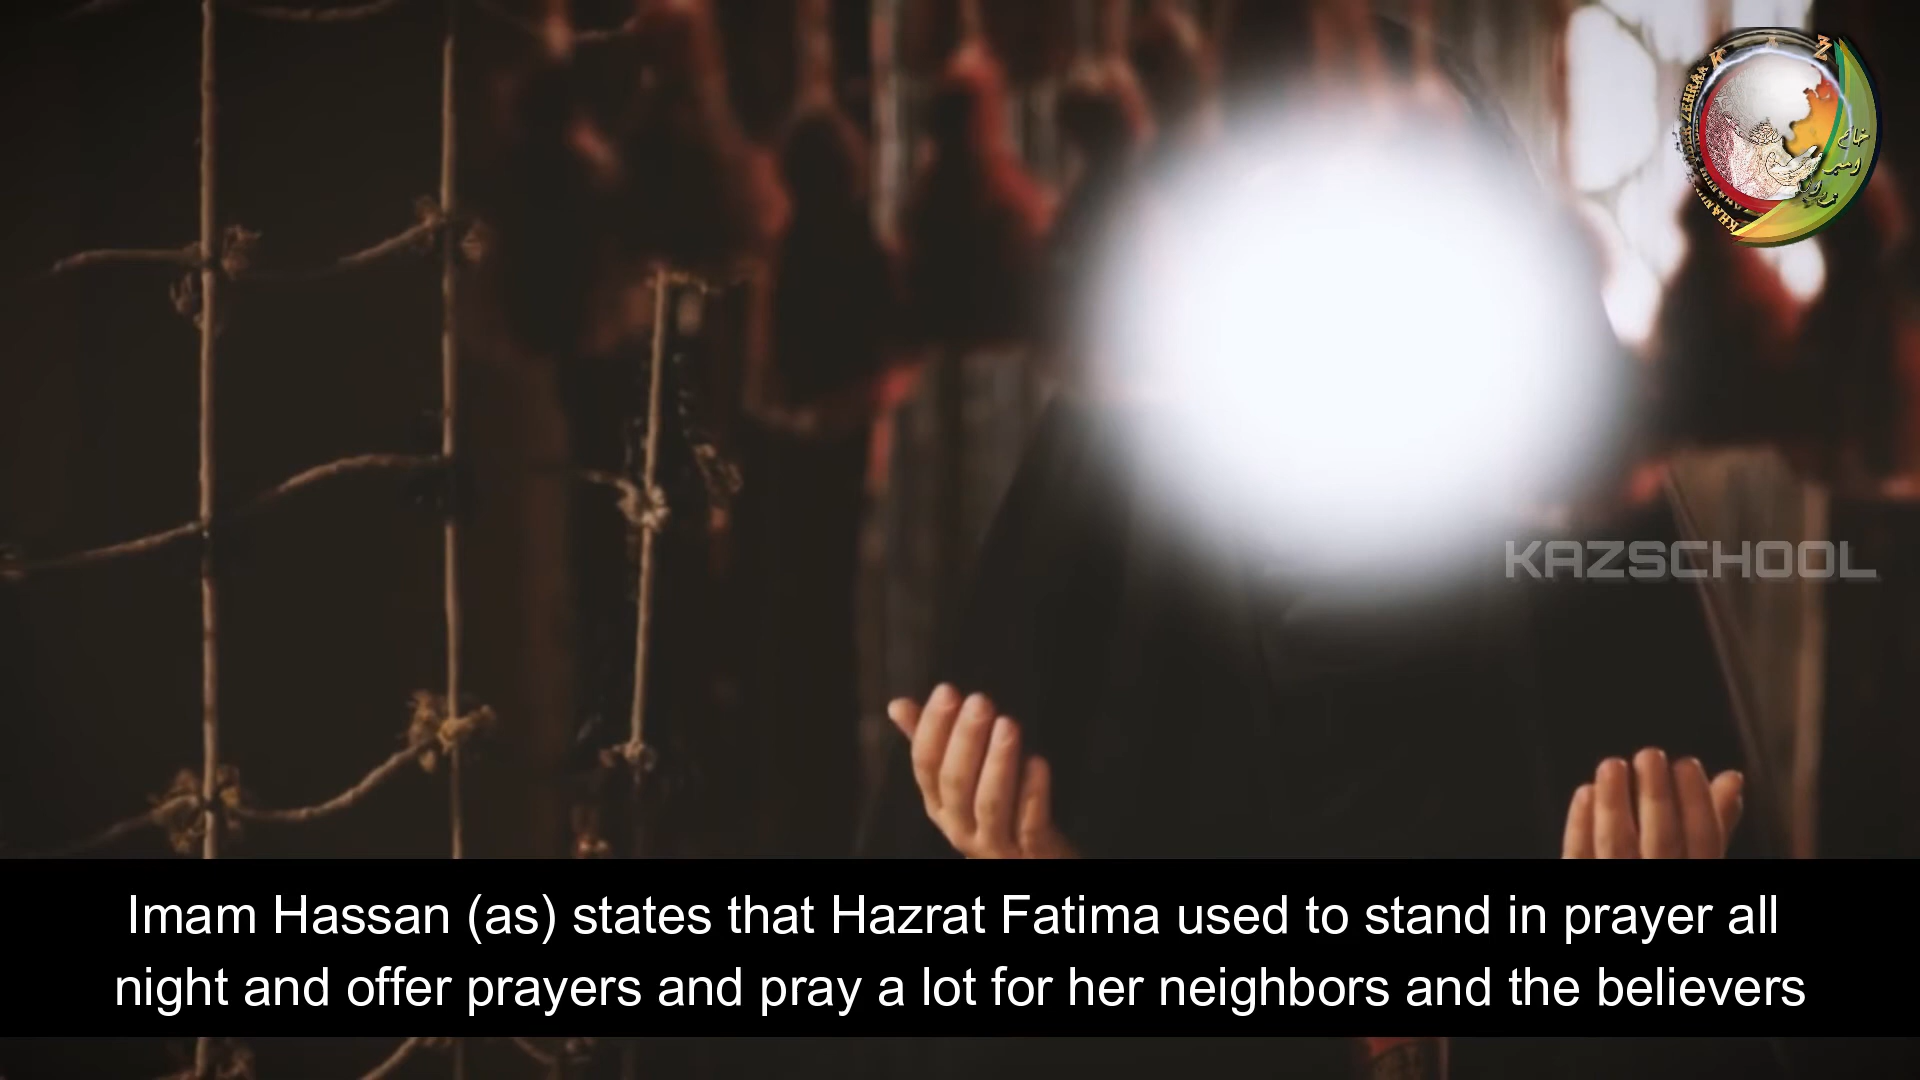 KAZSCHOOL
Imam Hassan (as) states that Hazrat Fatima used to stand in prayer all
night and offer prayers and pray a lot for her neighbors and the believers